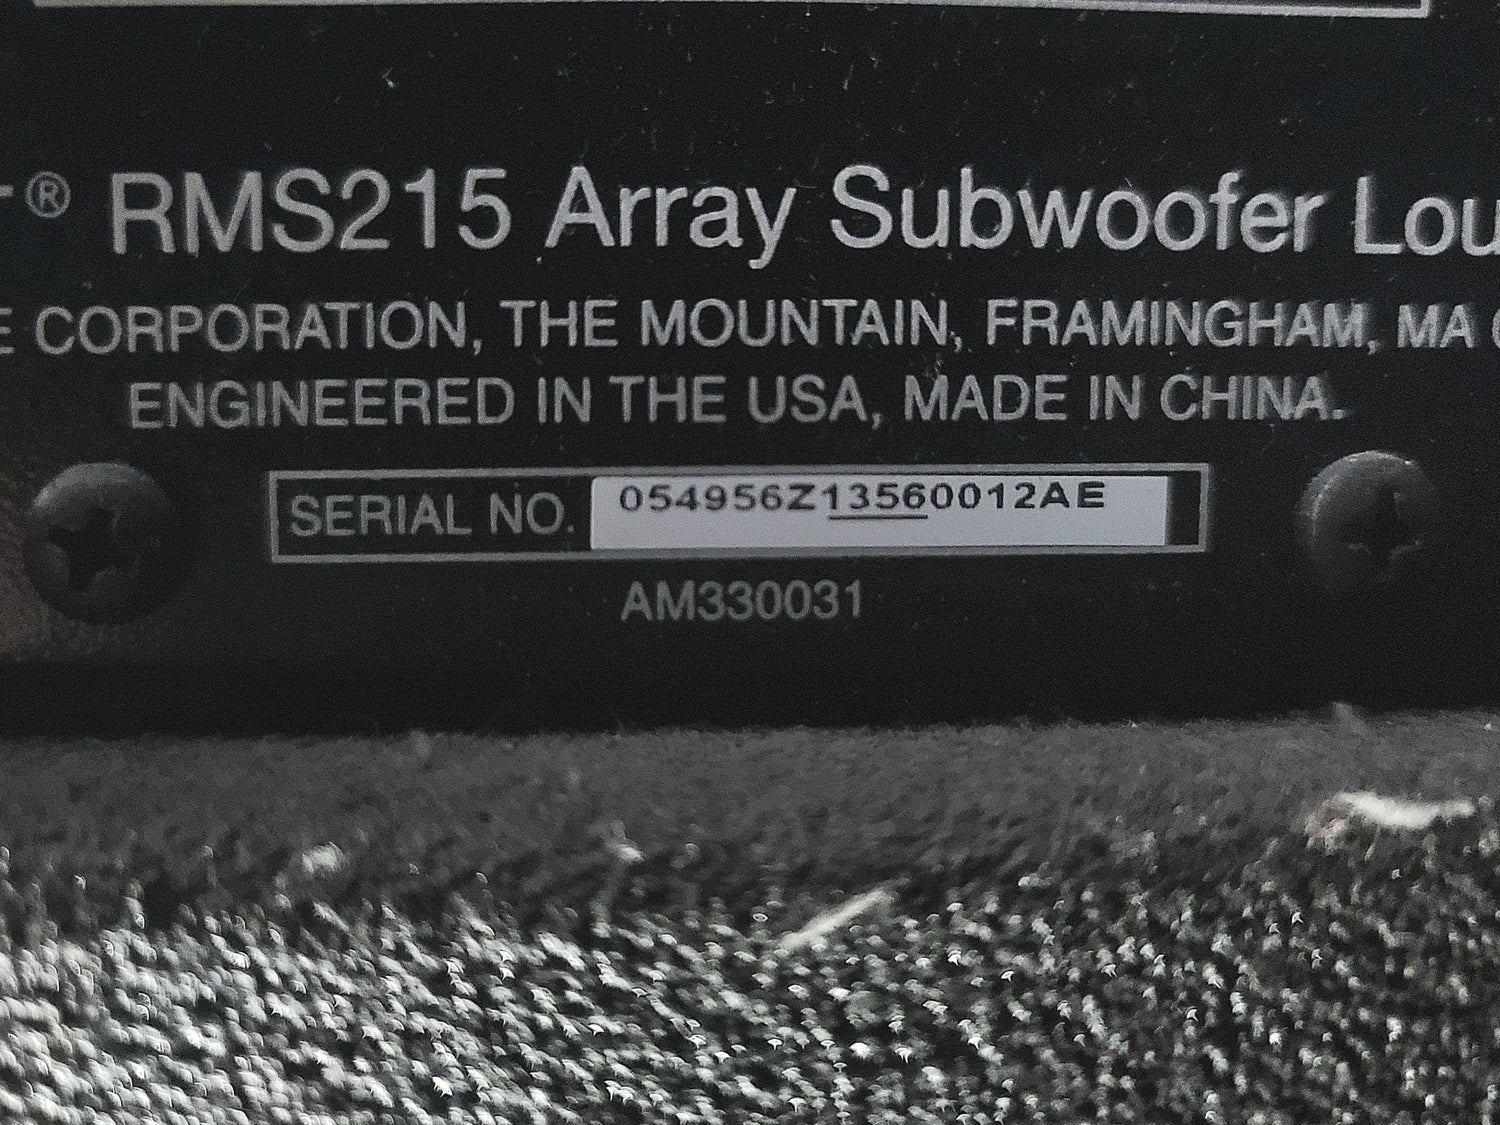 ® RMS215 Array Subwoofer Lou
E CORPORATION, THE MOUNTAIN, FRAMINGHAM, MA
ENGINEERED IN THE USA, MADE IN CHINA.
SERIAL NO. 054956Z13560012AE
AM330031